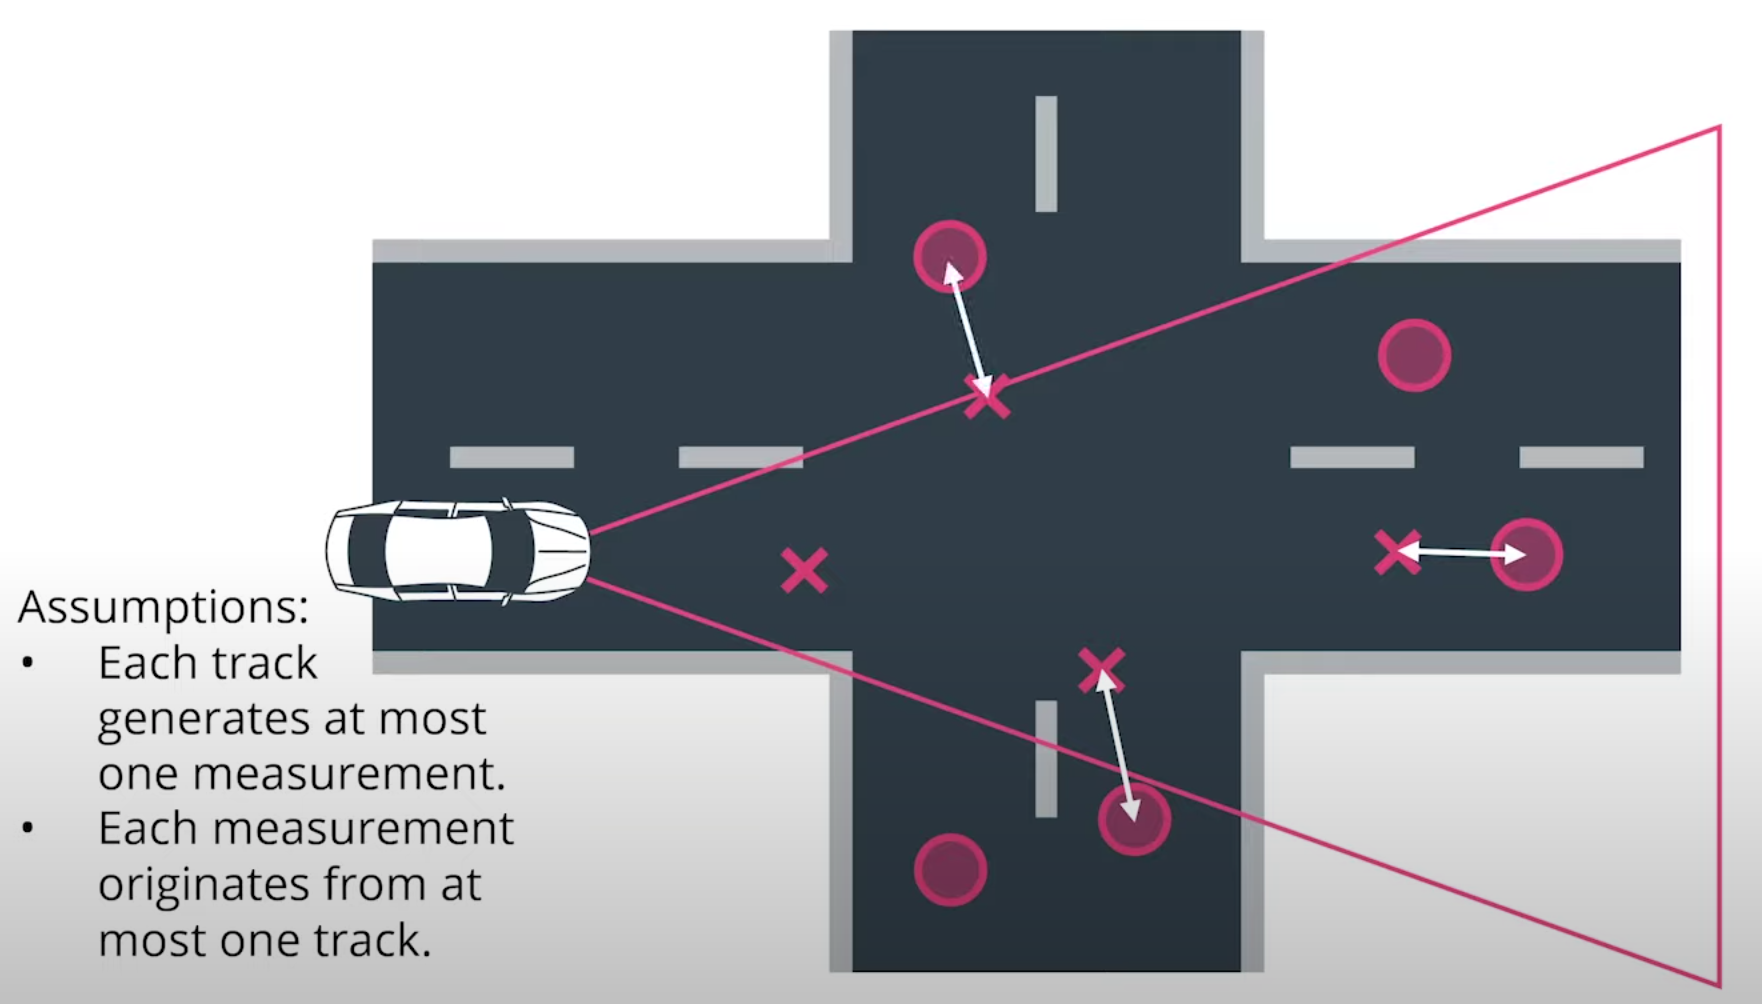 Assumptions:
• Each track
generates at most
one measurement.
• Each measurement
originates from at
most one track.